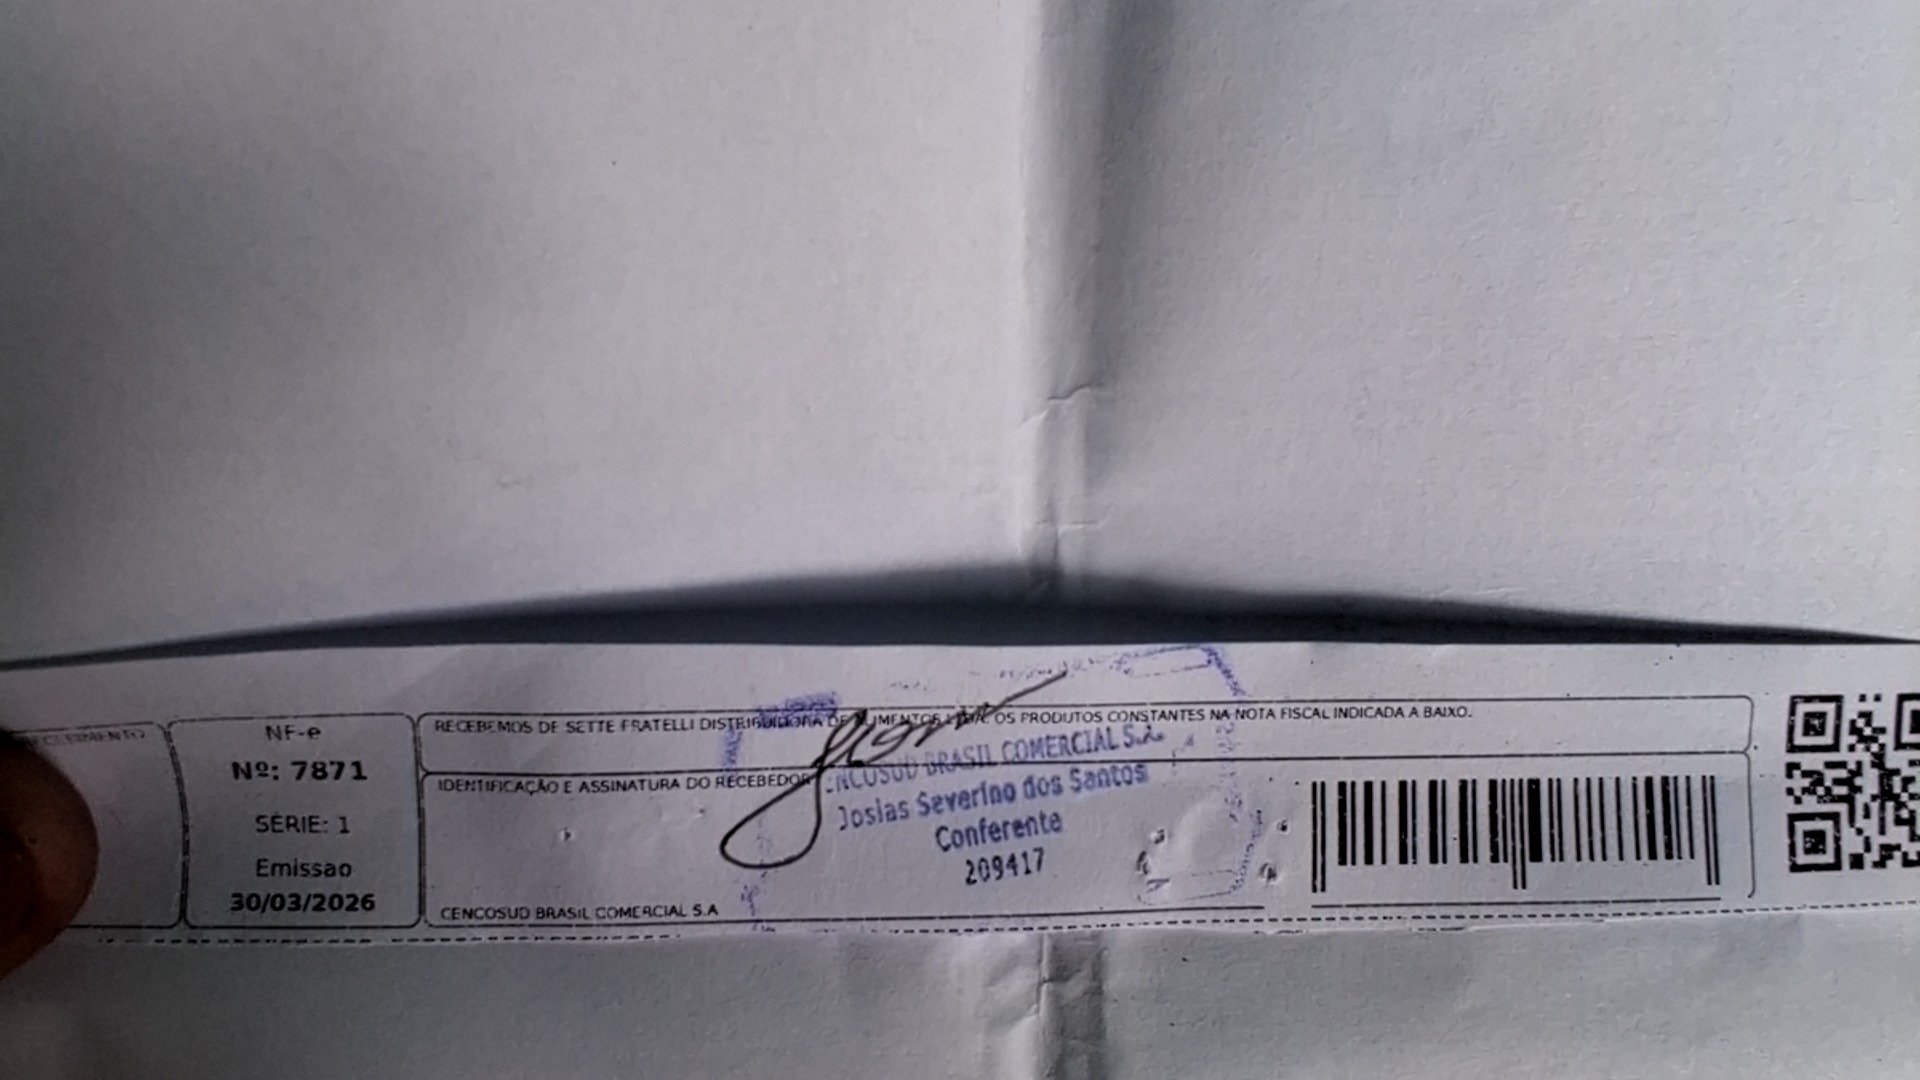 RECEBIMENTO
NF-e
Nº: 7871
SÉRIE: 1
Emissao
30/03/2026
RECEBEMOS DE SETTE FRATELLI DISTRIBUIDORA DE ALIMENTOS LTDA. OS PRODUTOS CONSTANTES NA NOTA FISCAL INDICADA A BAIXO.
IDENTIFICAÇÃO E ASSINATURA DO RECEBEDOR
CENCOSUD BRASIL COMERCIAL S.A
ENCOSUD BRASIL COMERCIAL S.A.
Josias Severino dos Santos
Conferente
209417